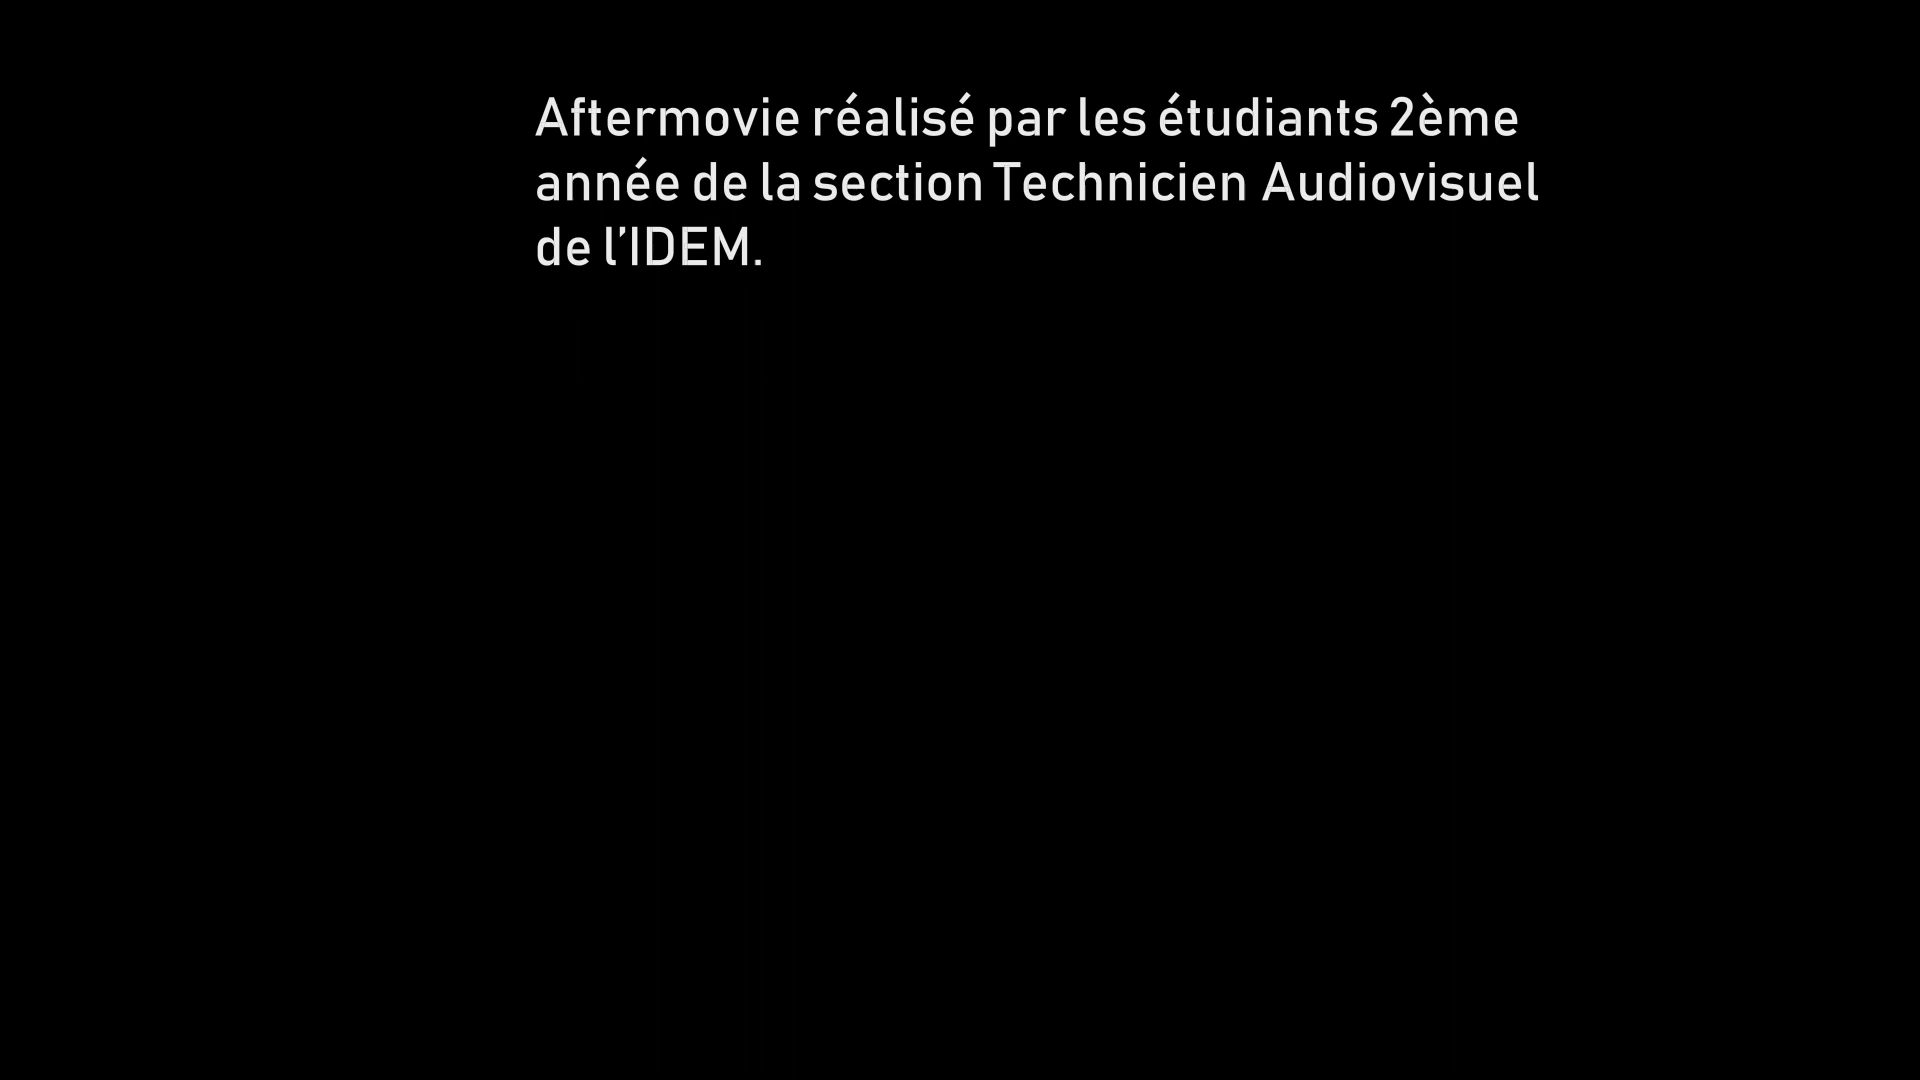 Aftermovie réalisé par les étudiants 2ème
année de la section Technicien Audiovisuel
de l’IDEM.